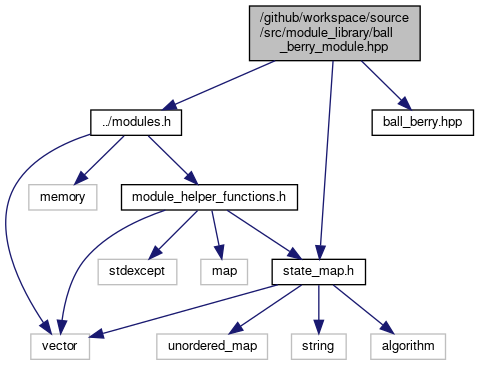 /github/workspace/source
/src/module_library/ball
_berry_module.hpp
../modules.h
ball_berry.hpp
memory
module_helper_functions.h
stdexcept
map
state_map.h
vector
unordered_map
string
algorithm